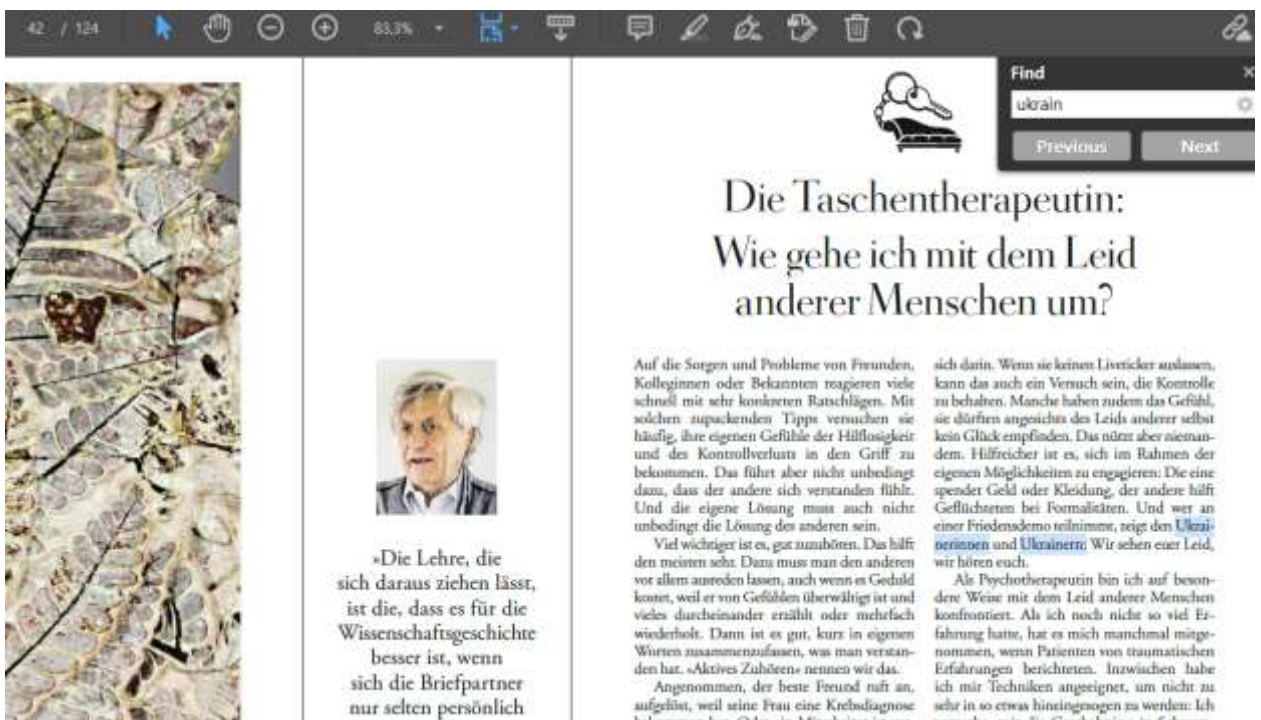 42 / 124
83,3%
Find
ukrain
Previous
Next
Die Taschentherapeutin:
Wie gehe ich mit dem Leid
anderer Menschen um?
»Die Lehre, die
sich daraus ziehen lässt,
ist die, dass es für die
Wissenschaftsgeschichte
besser ist, wenn
sich die Briefpartner
nur selten persönlich
Auf die Sorgen und Probleme von Freunden,
Kolleginnen oder Bekannten reagieren viele
schnell mit sehr konkreten Ratschlägen. Mit
solchen zupackenden Tipps versuchen sie
häufig, ihre eigenen Gefühle der Hilflosigkeit
und des Kontrollverlusts in den Griff zu
bekommen. Das führt aber nicht unbedingt
dazu, dass der andere sich verstanden fühlt.
Und die eigene Lösung muss auch nicht
unbedingt die Lösung des anderen sein.
Viel wichtiger ist es, gut zuzuhören. Das hilft
den meisten sehr. Dazu muss man den anderen
vor allem ausreden lassen, auch wenn es Geduld
kostet, weil er von Gefühlen überwältigt ist und
vieles durcheinander erzählt oder mehrfach
wiederholt. Dann ist es gut, kurz in eigenen
Worten zusammenzufassen, was man verstan-
den hat. »Aktives Zuhören« nennen wir das.
Angenommen, der beste Freund ruft an,
aufgelöst, weil seine Frau eine Krebsdiagnose
sich darin. Wenn sie keinen Liveticker auslassen,
kann das auch ein Versuch sein, die Kontrolle
zu behalten. Manche haben zudem das Gefühl,
sie dürften angesichts des Leids anderer selbst
kein Glück empfinden. Das nützt aber nieman-
dem. Hilfreicher ist es, sich im Rahmen der
eigenen Möglichkeiten zu engagieren: Die eine
spendet Geld oder Kleidung, der andere hilft
Geflüchteten bei Formalitäten. Und wer an
einer Friedensdemo teilnimmt, zeigt den Ukrai-
nerinnen und Ukrainern: Wir sehen euer Leid,
wir hören euch.
Als Psychotherapeutin bin ich auf beson-
dere Weise mit dem Leid anderer Menschen
konfrontiert. Als ich noch nicht so viel Er-
fahrung hatte, hat es mich manchmal mitge-
nommen, wenn Patienten von traumatischen
Erfahrungen berichteten. Inzwischen habe
ich mir Techniken angeeignet, um nicht zu
sehr in so etwas hineingezogen zu werden: Ich